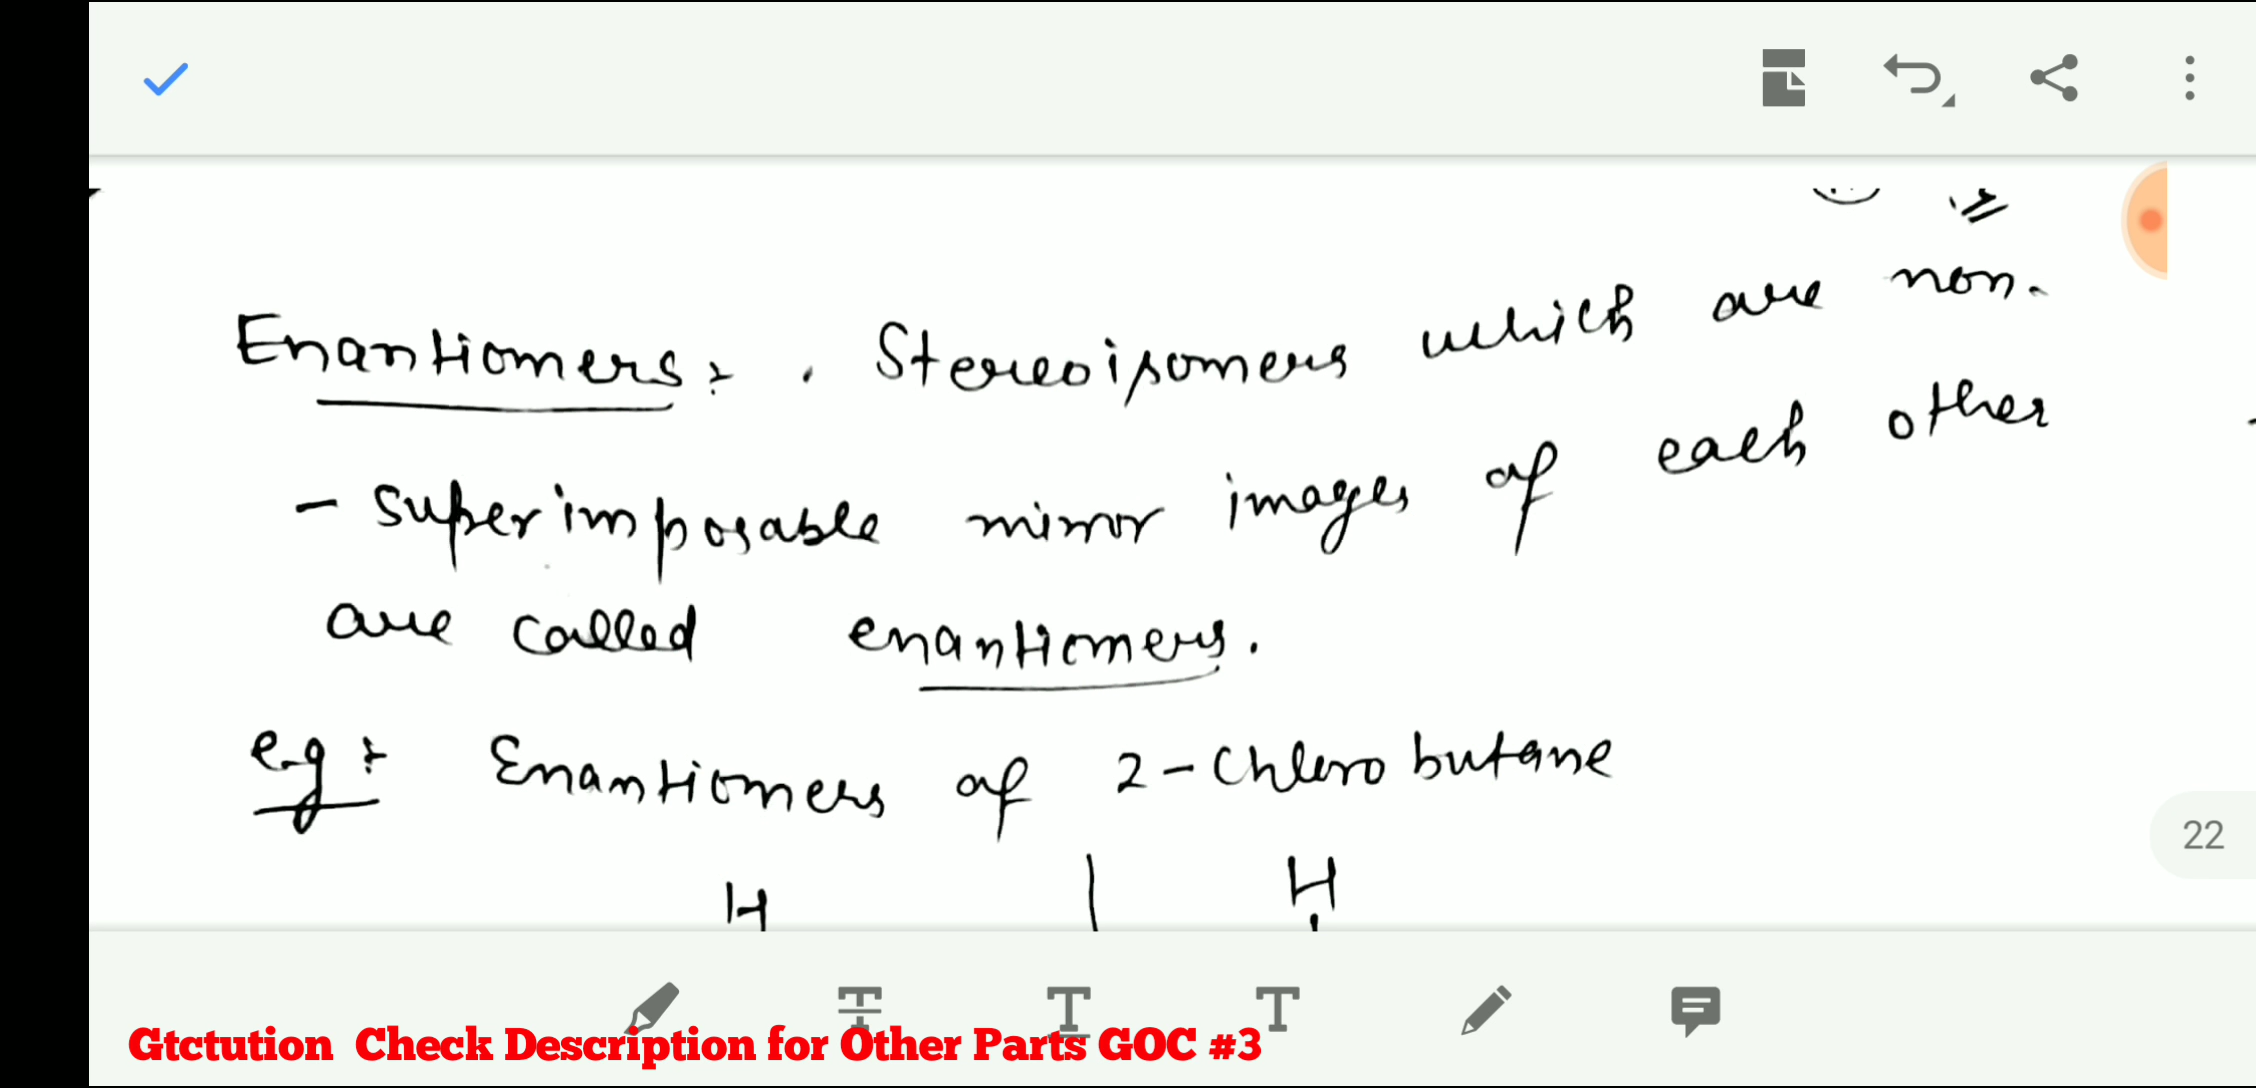 Enantiomers :- . Stereoisomers which are non-
- superimposable mirror images of each other
are called enantiomers.
e.g :- Enantiomers of 2-Chloro butane
H | H
22
T T T
Gtctution Check Description for Other Parts GOC #3